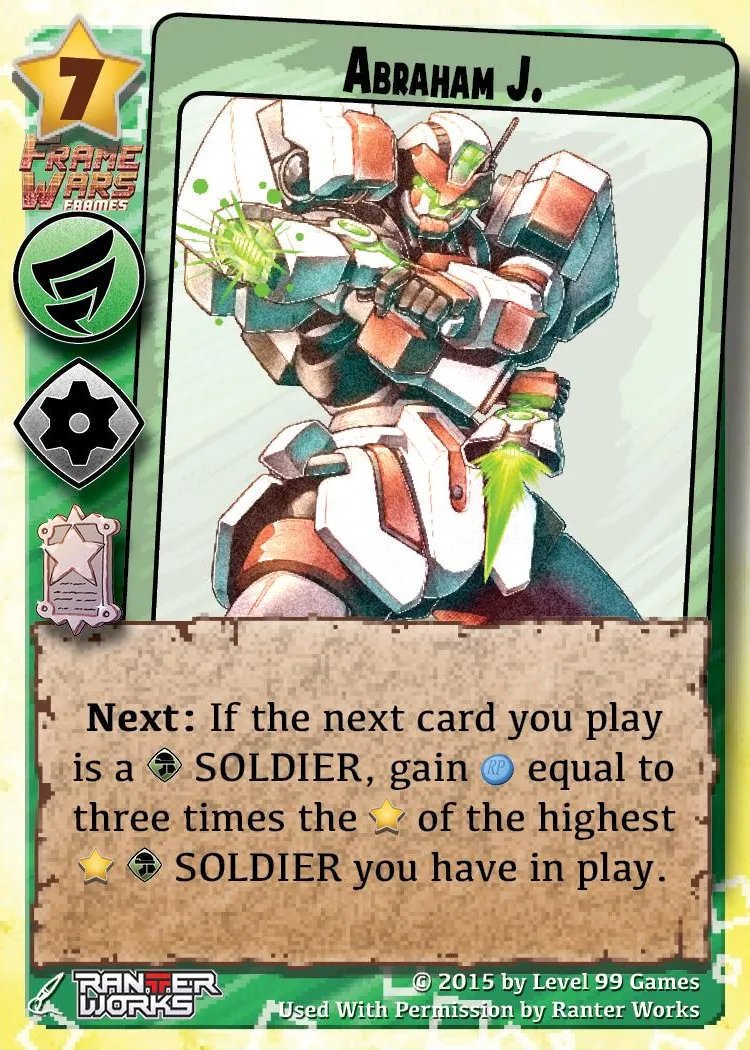 7
ABRAHAM J.
FRAME
WARS
FRAMES
Next: If the next card you play
is a SOLDIER, gain RP equal to
three times the of the highest
SOLDIER you have in play.
RANTER
WORKS
© 2015 by Level 99 Games
Used With Permission by Ranter Works